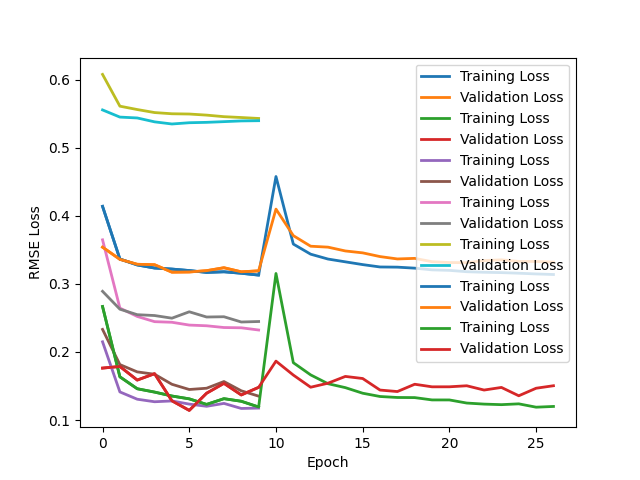 0.6
0.5
0.4
0.3
0.2
0.1
RMSE Loss
0
5
10
15
20
25
Epoch
Training Loss
Validation Loss
Training Loss
Validation Loss
Training Loss
Validation Loss
Training Loss
Validation Loss
Training Loss
Validation Loss
Training Loss
Validation Loss
Training Loss
Validation Loss